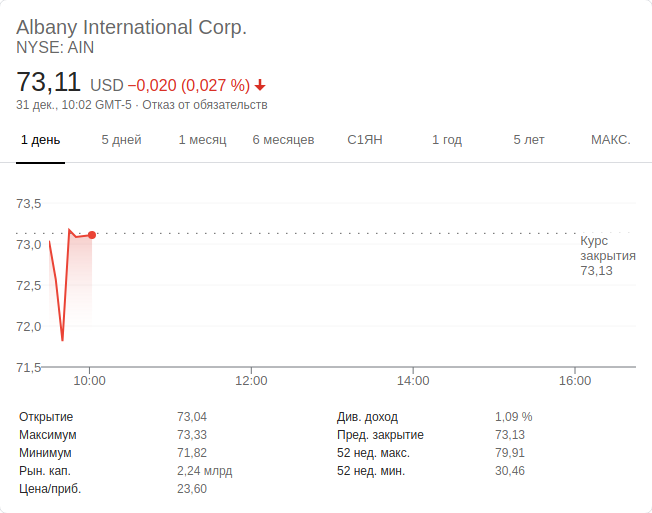 Albany International Corp.
NYSE: AIN
73,11 USD −0,020 (0,027 %)
31 дек., 10:02 GMT-5 · Отказ от обязательств
1 день 5 дней 1 месяц 6 месяцев С1ЯН 1 год 5 лет МАКС.
73,5
73,0
72,5
72,0
71,5
Курс
закрытия
73,13
10:00 12:00 14:00 16:00
Открытие 73,04 Див. доход 1,09 %
Максимум 73,33 Пред. закрытие 73,13
Минимум 71,82 52 нед. макс. 79,91
Рын. кап. 2,24 млрд 52 нед. мин. 30,46
Цена/приб. 23,60